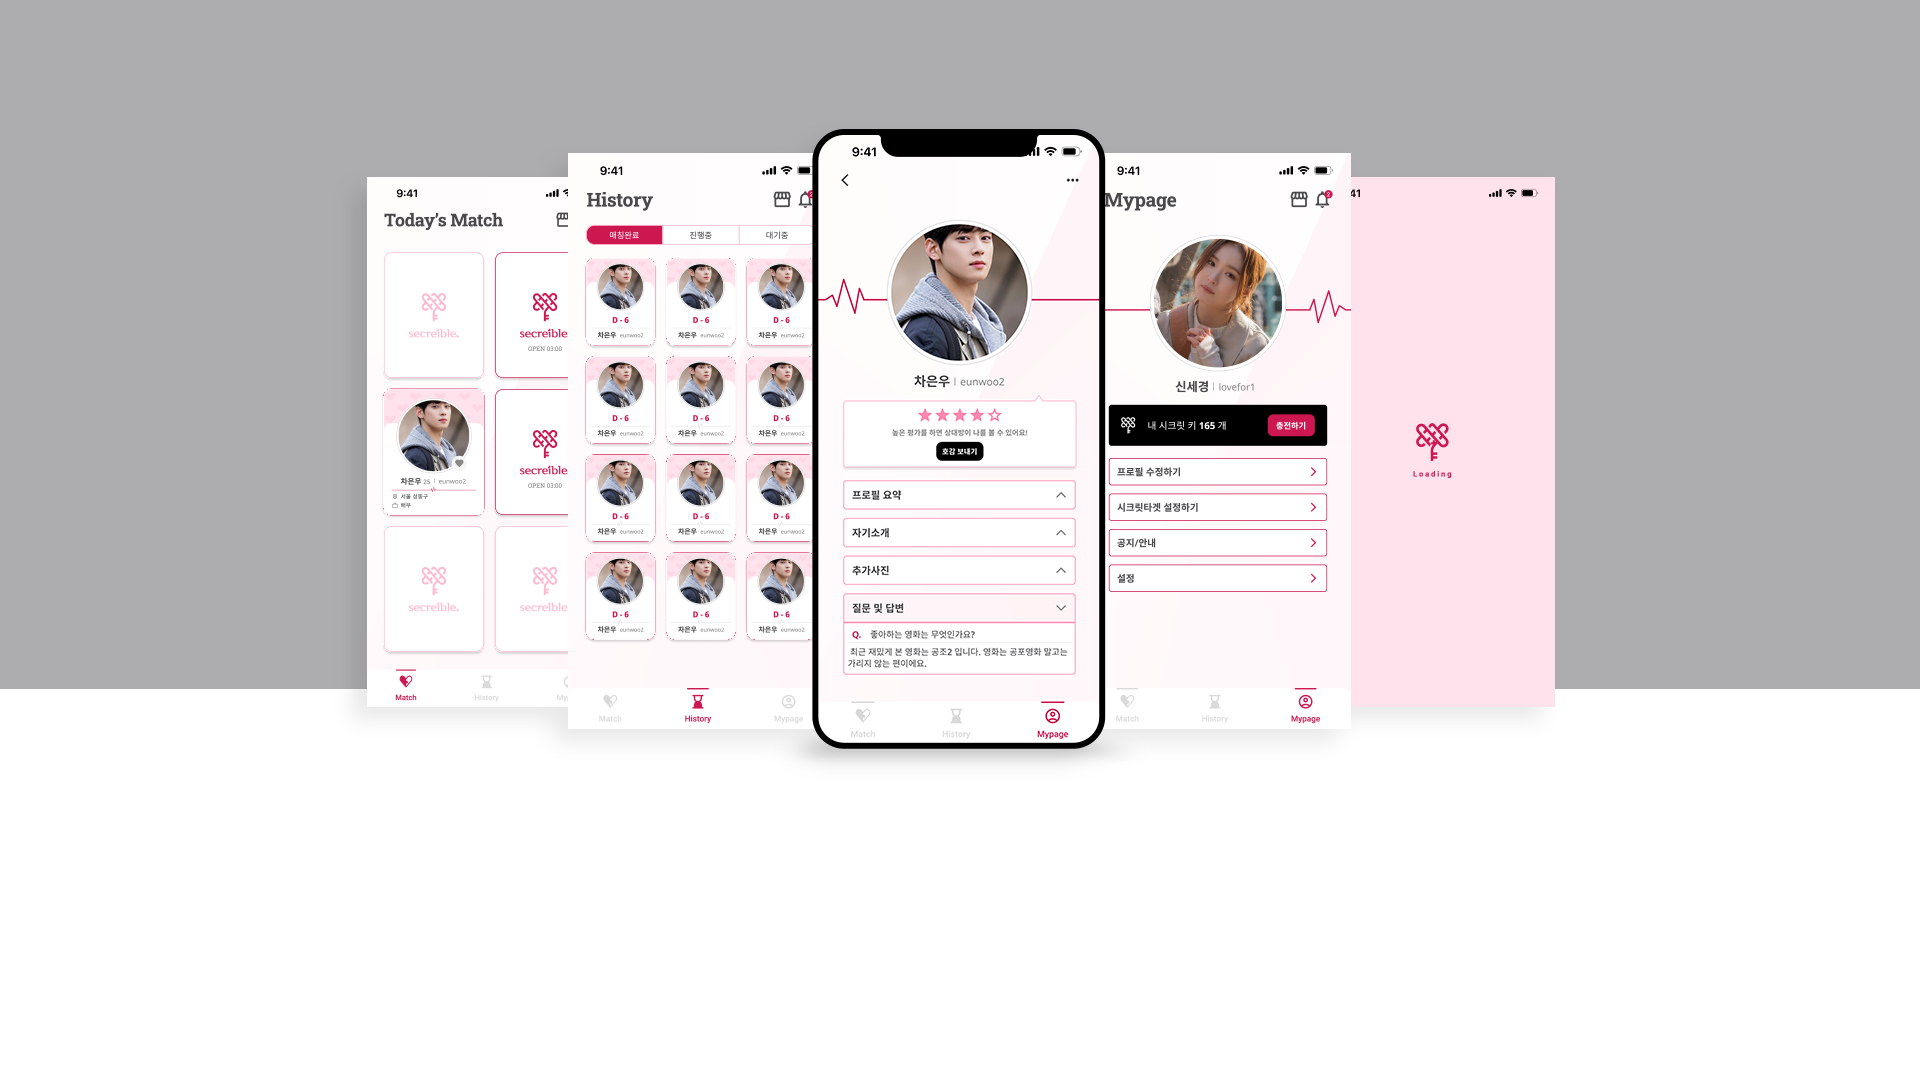 9:41
Today's Match
secreible.
secreible
OPEN 03:00
차은우 25 | eunwoo2
서울 성동구
배우
secreible
OPEN 03:00
secreible.
secreible
Match
History
My
9:41
History
2
매칭완료
진행중
대기중
D - 6
차은우 eunwoo2
D - 6
차은우 eunwoo2
D - 6
차은우 eunwoo2
D - 6
차은우 eunwoo2
D - 6
차은우 eunwoo2
D - 6
차은우 eunwoo2
D - 6
차은우 eunwoo2
D - 6
차은우 eunwoo2
D - 6
차은우 eunwoo2
D - 6
차은우 eunwoo2
D - 6
차은우 eunwoo2
D - 6
차은우 eunwoo2
Match
History
Mypage
9:41
차은우 | eunwoo2
높은 평가를 하면 상대방이 나를 볼 수 있어요!
호감 보내기
프로필 요약
자기소개
추가사진
질문 및 답변
Q. 좋아하는 영화는 무엇인가요?
최근 재밌게 본 영화는 공조2 입니다. 영화는 공포영화 말고는
가리지 않는 편이에요.
Match
History
Mypage
9:41
Mypage
2
신세경 | lovefor1
내 시크릿 키 165 개
충전하기
프로필 수정하기
시크릿타겟 설정하기
공지/안내
설정
Match
History
Mypage
41
Loading